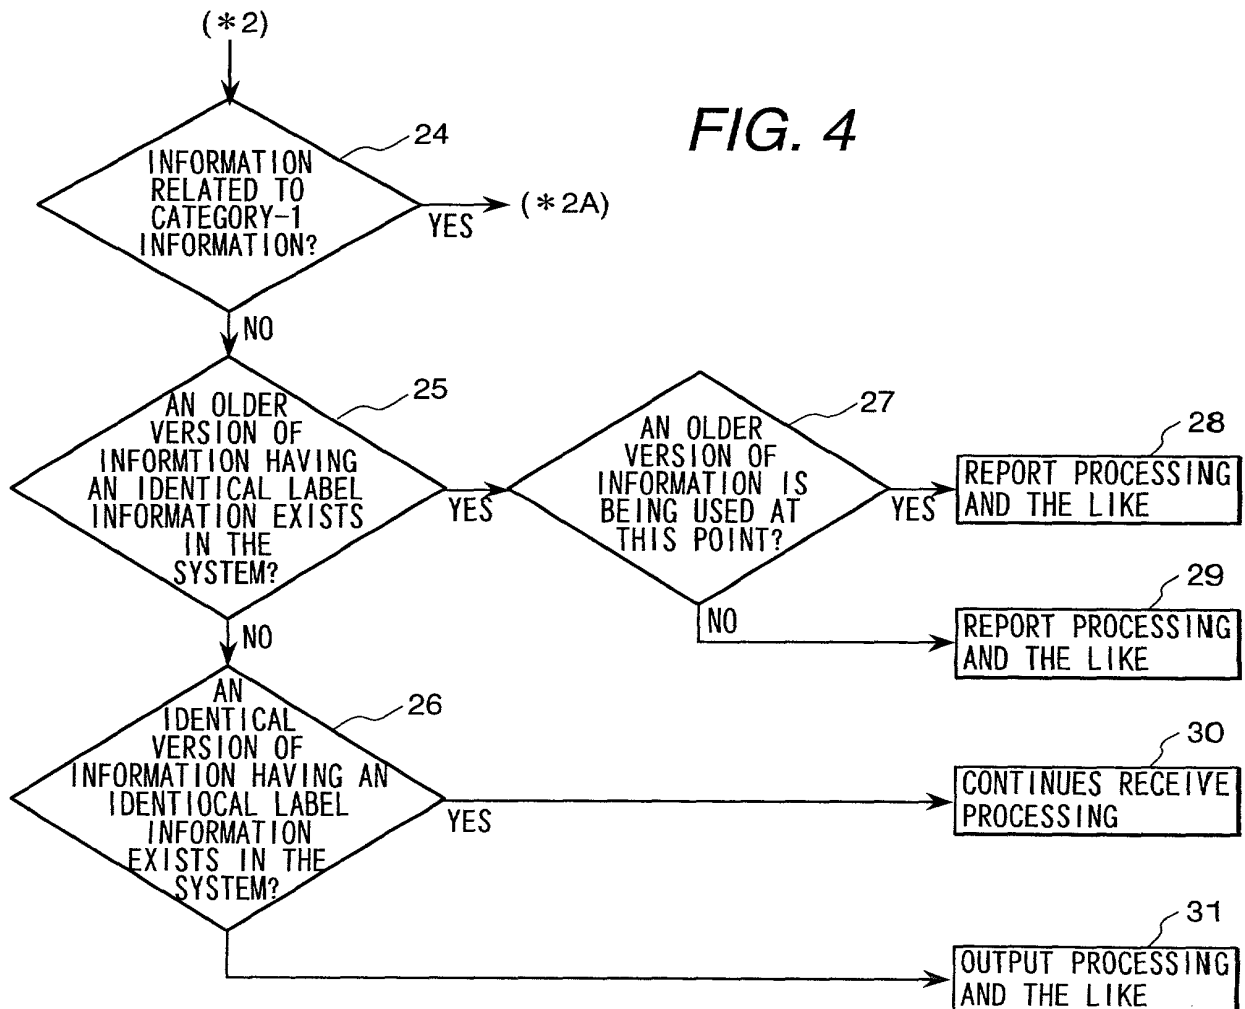 (*2)
FIG. 4
24
INFORMATION
RELATED TO
CATEGORY-1
INFORMATION?
YES
(*2A)
NO
25
AN OLDER
VERSION OF
INFORMTION HAVING
AN IDENTICAL LABEL
INFORMATION EXISTS
IN THE
SYSTEM?
YES
27
AN OLDER
VERSION OF
INFORMATION IS
BEING USED AT
THIS POINT?
YES
28
REPORT PROCESSING
AND THE LIKE
NO
29
REPORT PROCESSING
AND THE LIKE
NO
26
AN
IDENTICAL
VERSION OF
INFORMATION HAVING AN
IDENTIOCAL LABEL
INFORMATION
EXISTS IN THE
SYSTEM?
YES
30
CONTINUES RECEIVE
PROCESSING
31
OUTPUT PROCESSING
AND THE LIKE